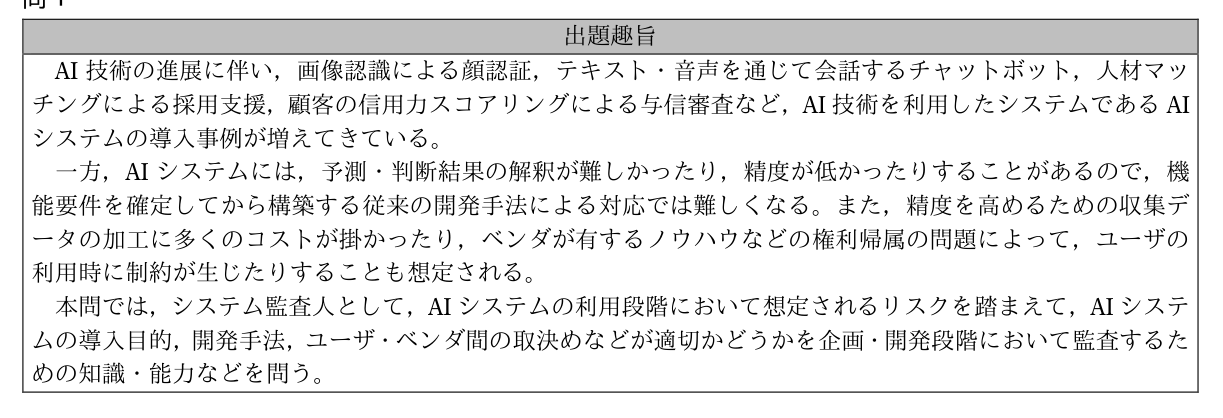 問 1
出題趣旨
AI 技術の進展に伴い，画像認識による顔認証，テキスト・音声を通じて会話するチャットボット，人材マッ
チングによる採用支援，顧客の信用力スコアリングによる与信審査など，AI 技術を利用したシステムである AI
システムの導入事例が増えてきている。
一方，AI システムには，予測・判断結果の解釈が難しかったり，精度が低かったりすることがあるので，機
能要件を確定してから構築する従来の開発手法による対応では難しくなる。また，精度を高めるための収集デ
ータの加工に多くのコストが掛かったり，ベンダが有するノウハウなどの権利帰属の問題によって，ユーザの
利用時に制約が生じたりすることも想定される。
本問では，システム監査人として，AI システムの利用段階において想定されるリスクを踏まえて，AI システ
ムの導入目的，開発手法，ユーザ・ベンダ間の取決めなどが適切かどうかを企画・開発段階において監査するた
めの知識・能力などを問う。